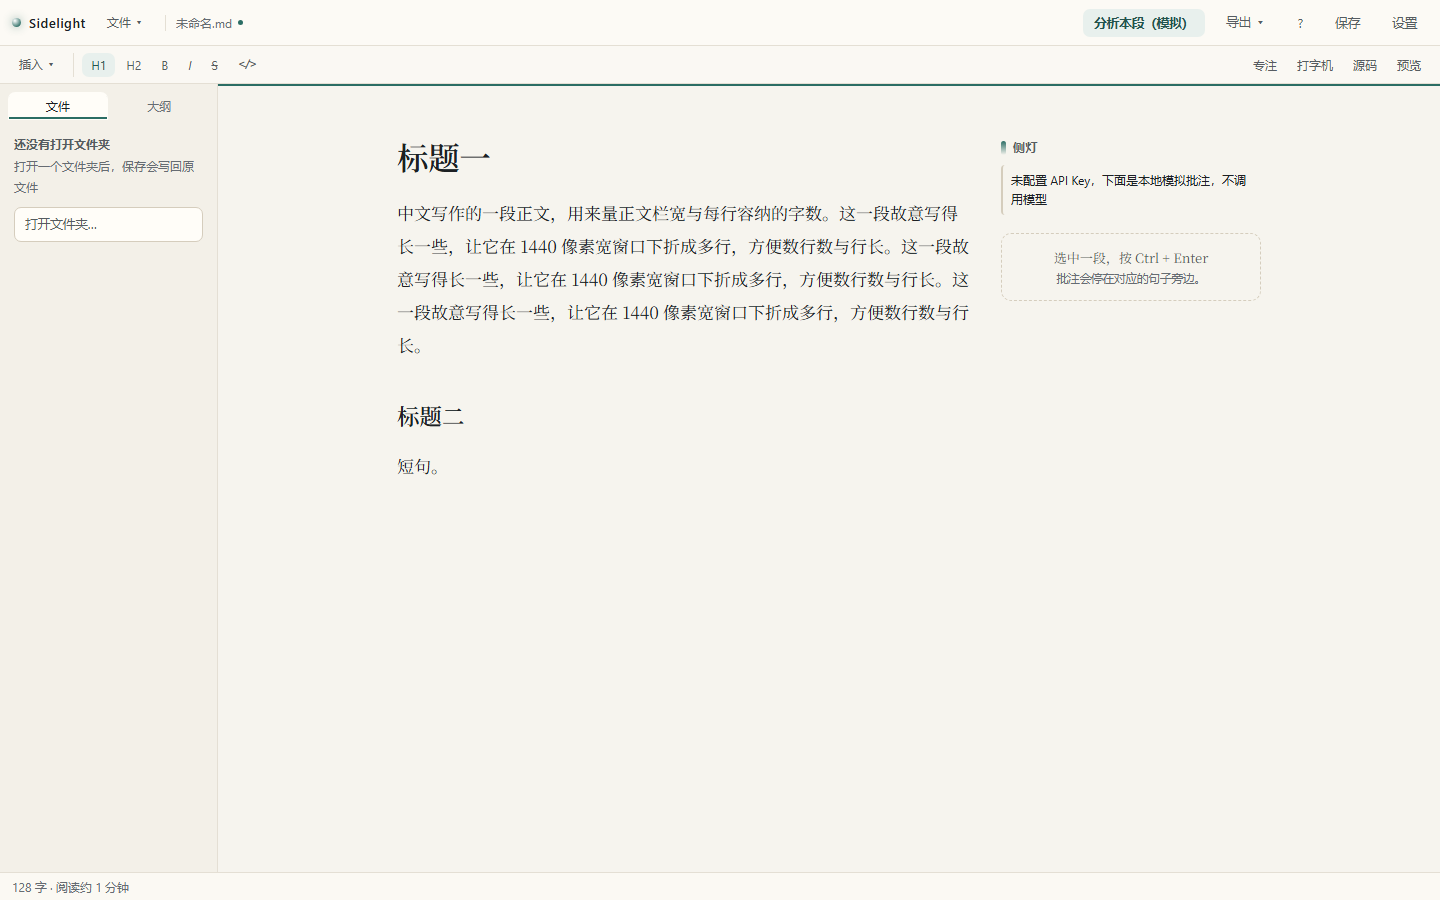 Sidelight 文件 未命名.md 分析本段（模拟） 导出 ? 保存 设置
插入 H1 H2 B I S </> 专注 打字机 源码 预览
文件 大纲
还没有打开文件夹
打开一个文件夹后，保存会写回原
文件
打开文件夹...
标题一
中文写作的一段正文，用来量正文栏宽与每行容纳的字数。这一段故意写得
长一些，让它在 1440 像素宽窗口下折成多行，方便数行数与行长。这一段故
意写得长一些，让它在 1440 像素宽窗口下折成多行，方便数行数与行长。这
一段故意写得长一些，让它在 1440 像素宽窗口下折成多行，方便数行数与行
长。
标题二
短句。
侧灯
未配置 API Key，下面是本地模拟批注，不调
用模型
选中一段，按 Ctrl + Enter
批注会停在对应的句子旁边。
128 字 · 阅读约 1 分钟